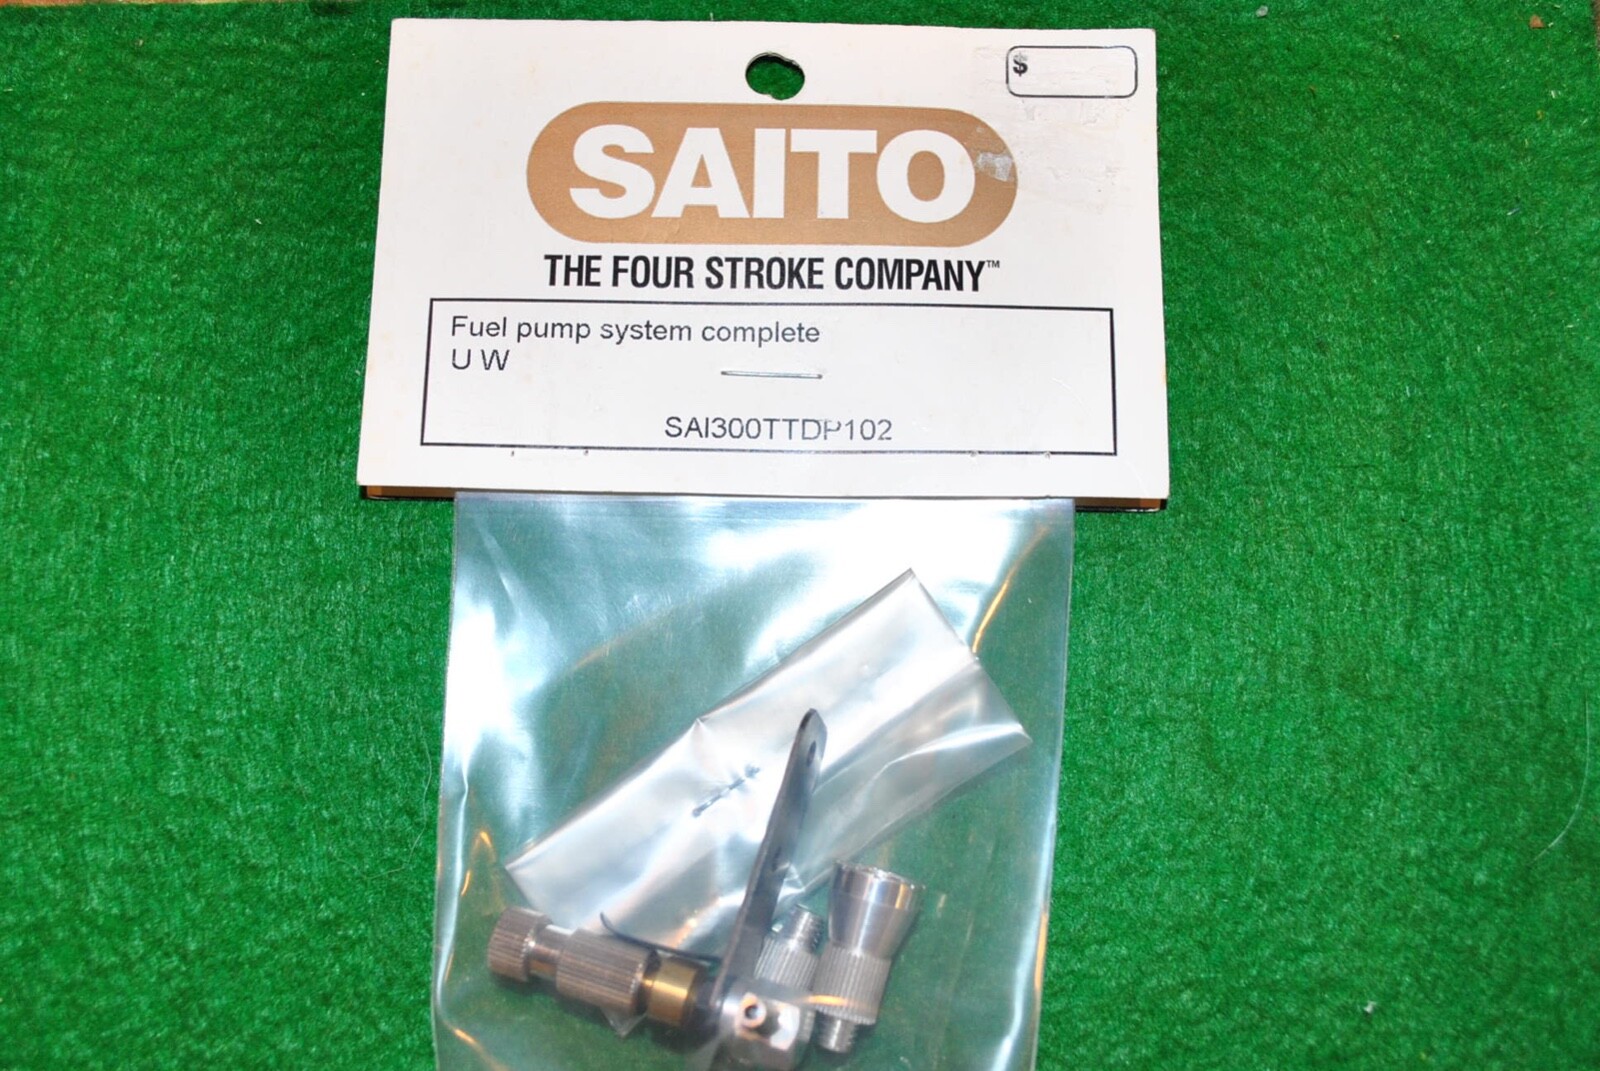 $
SAITO
THE FOUR STROKE COMPANY™
Fuel pump system complete
U W
SAI300TTDP102